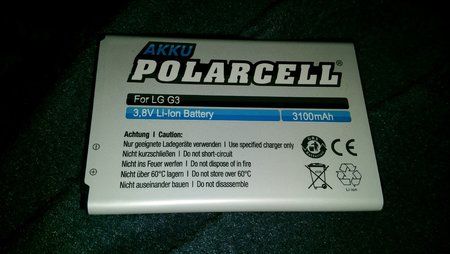 AKKU
POLARCELL®
For LG G3
3,8V Li-Ion Battery 3100mAh
Achtung | Caution:
Nur geeignete Ladegeräte verwenden | Use specified charger only
Nicht kurzschließen | Do not short-circuit
Nicht ins Feuer werfen | Do not dispose of in fire
Nicht über 60°C lagern | Do not store over 60°C
Nicht auseinander bauen | Do not disassemble
CE
Li-ion